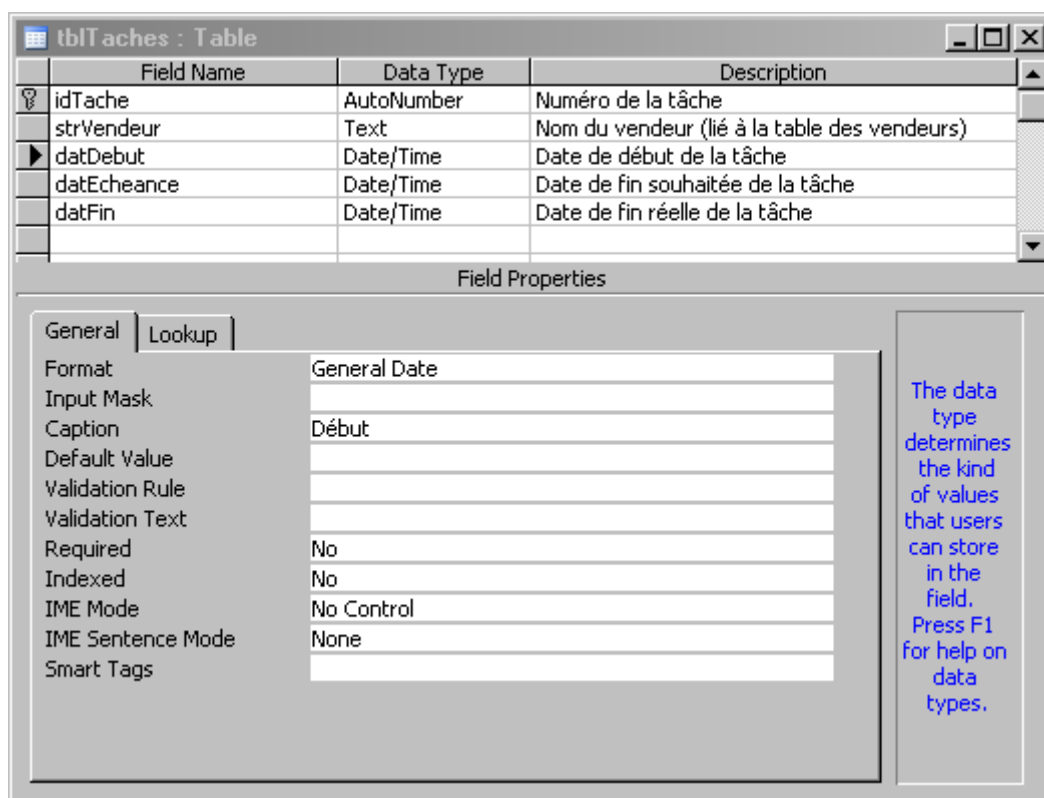 tblTaches : Table
Field Name Data Type Description
idTache AutoNumber Numéro de la tâche
strVendeur Text Nom du vendeur (lié à la table des vendeurs)
datDebut Date/Time Date de début de la tâche
datEcheance Date/Time Date de fin souhaitée de la tâche
datFin Date/Time Date de fin réelle de la tâche
Field Properties
General Lookup
Format General Date
Input Mask
Caption Début
Default Value
Validation Rule
Validation Text
Required No
Indexed No
IME Mode No Control
IME Sentence Mode None
Smart Tags
The data
type
determines
the kind
of values
that users
can store
in the
field.
Press F1
for help on
data
types.